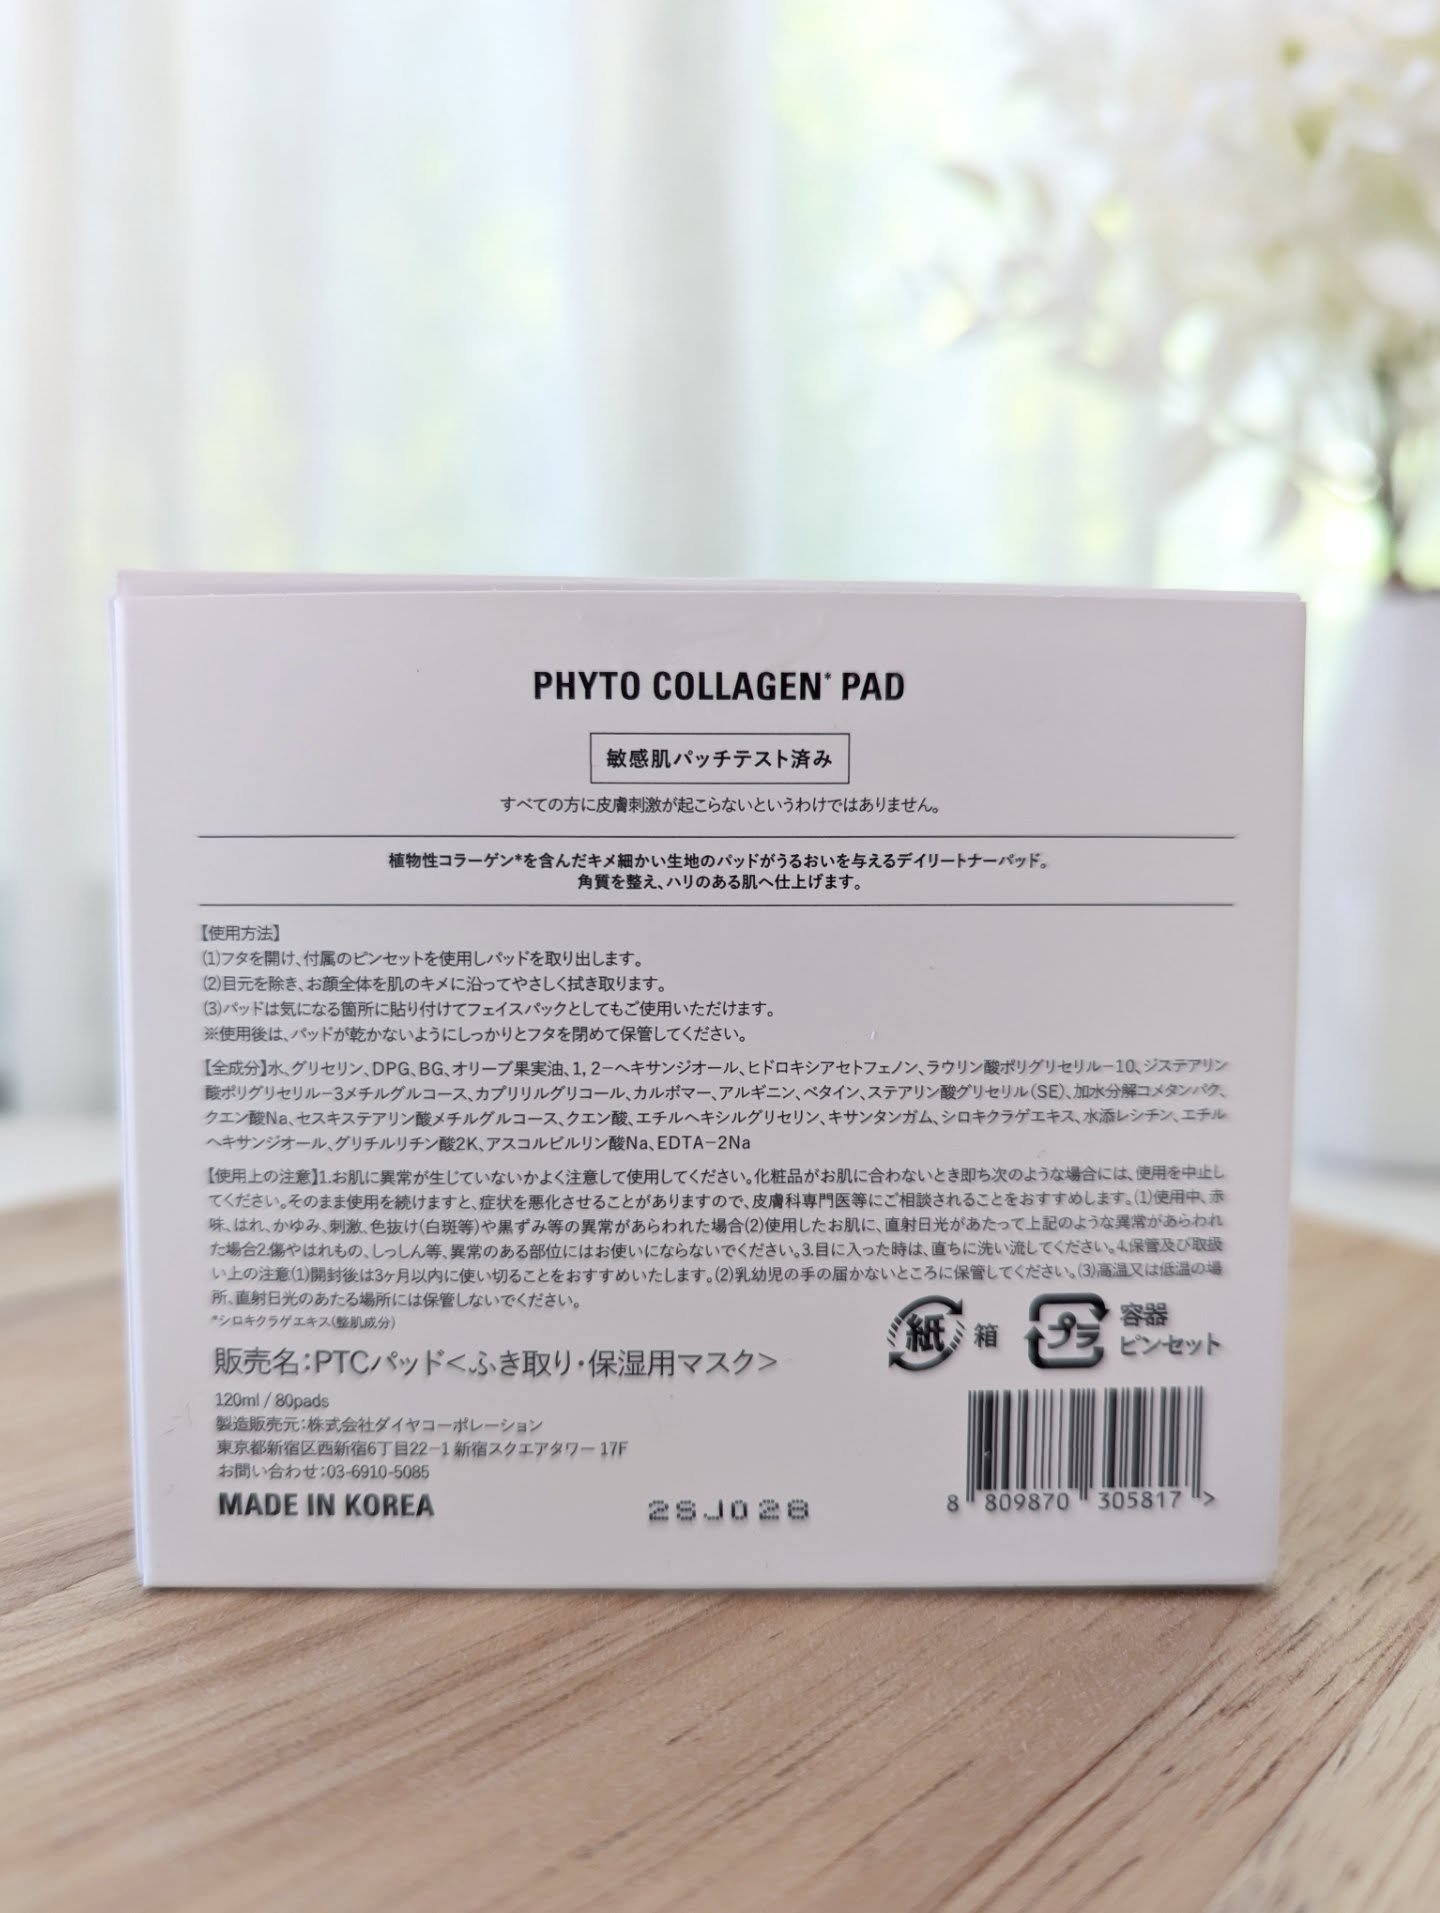 PHYTO COLLAGEN* PAD
敏感肌パッチテスト済み
すべての方に皮膚刺激が起こらないというわけではありません。
植物性コラーゲン*を含んだキメ細かい生地のパッドがうるおいを与えるデイリートナーパッド。
角質を整え、ハリのある肌へ仕上げます。
【使用方法】
(1)フタを開け、付属のピンセットを使用しパッドを取り出します。
(2)目元を除き、お顔全体を肌のキメに沿ってやさしく拭き取ります。
(3)パッドは気になる箇所に貼り付けてフェイスパックとしてもご使用いただけます。
※使用後は、パッドが乾かないようにしっかりとフタを閉めて保管してください。
【全成分】水、グリセリン、DPG、BG、オリーブ果実油、1,2-ヘキサンジオール、ヒドロキシアセトフェノン、ラウリン酸ポリグリセリル-10、ジステアリン
酸ポリグリセリル-3メチルグルコース、カプリリルグリコール、カルボマー、アルギニン、ベタイン、ステアリン酸グリセリル(SE)、加水分解コメタンパク、
クエン酸Na、セスキステアリン酸メチルグルコース、クエン酸、エチルヘキシルグリセリン、キサンタンガム、シロキクラゲエキス、水添レシチン、エチル
ヘキサンジオール、グリチルリチン酸2K、アスコルビルリン酸Na、EDTA-2Na
【使用上の注意】1.お肌に異常が生じていないかよく注意して使用してください。化粧品がお肌に合わないとき即ち次のような場合には、使用を中止し
てください。そのまま使用を続けますと、症状を悪化させることがありますので、皮膚科専門医等にご相談されることをおすすめします。(1)使用中、赤
味、はれ、かゆみ、刺激、色抜け(白斑等)や黒ずみ等の異常があらわれた場合(2)使用したお肌に、直射日光があたって上記のような異常があらわれ
た場合2.傷やはれもの、しっしん等、異常のある部位にはお使いにならないでください。3.目に入った時は、直ちに洗い流してください。4.保管及び取扱
い上の注意(1)開封後は3ヶ月以内に使い切ることをおすすめいたします。(2)乳幼児の手の届かないところに保管してください。(3)高温又は低温の場
所、直射日光のあたる場所には保管しないでください。
*シロキクラゲエキス(整肌成分)
紙 箱
プラ 容器
ピンセット
販売名:PTCパッド<ふき取り・保湿用マスク>
120ml / 80pads
製造販売元:株式会社ダイヤコーポレーション
東京都新宿区西新宿6丁目22-1 新宿スクエアタワー 17F
お問い合わせ:03-6910-5085
MADE IN KOREA
8 809870 305817 >